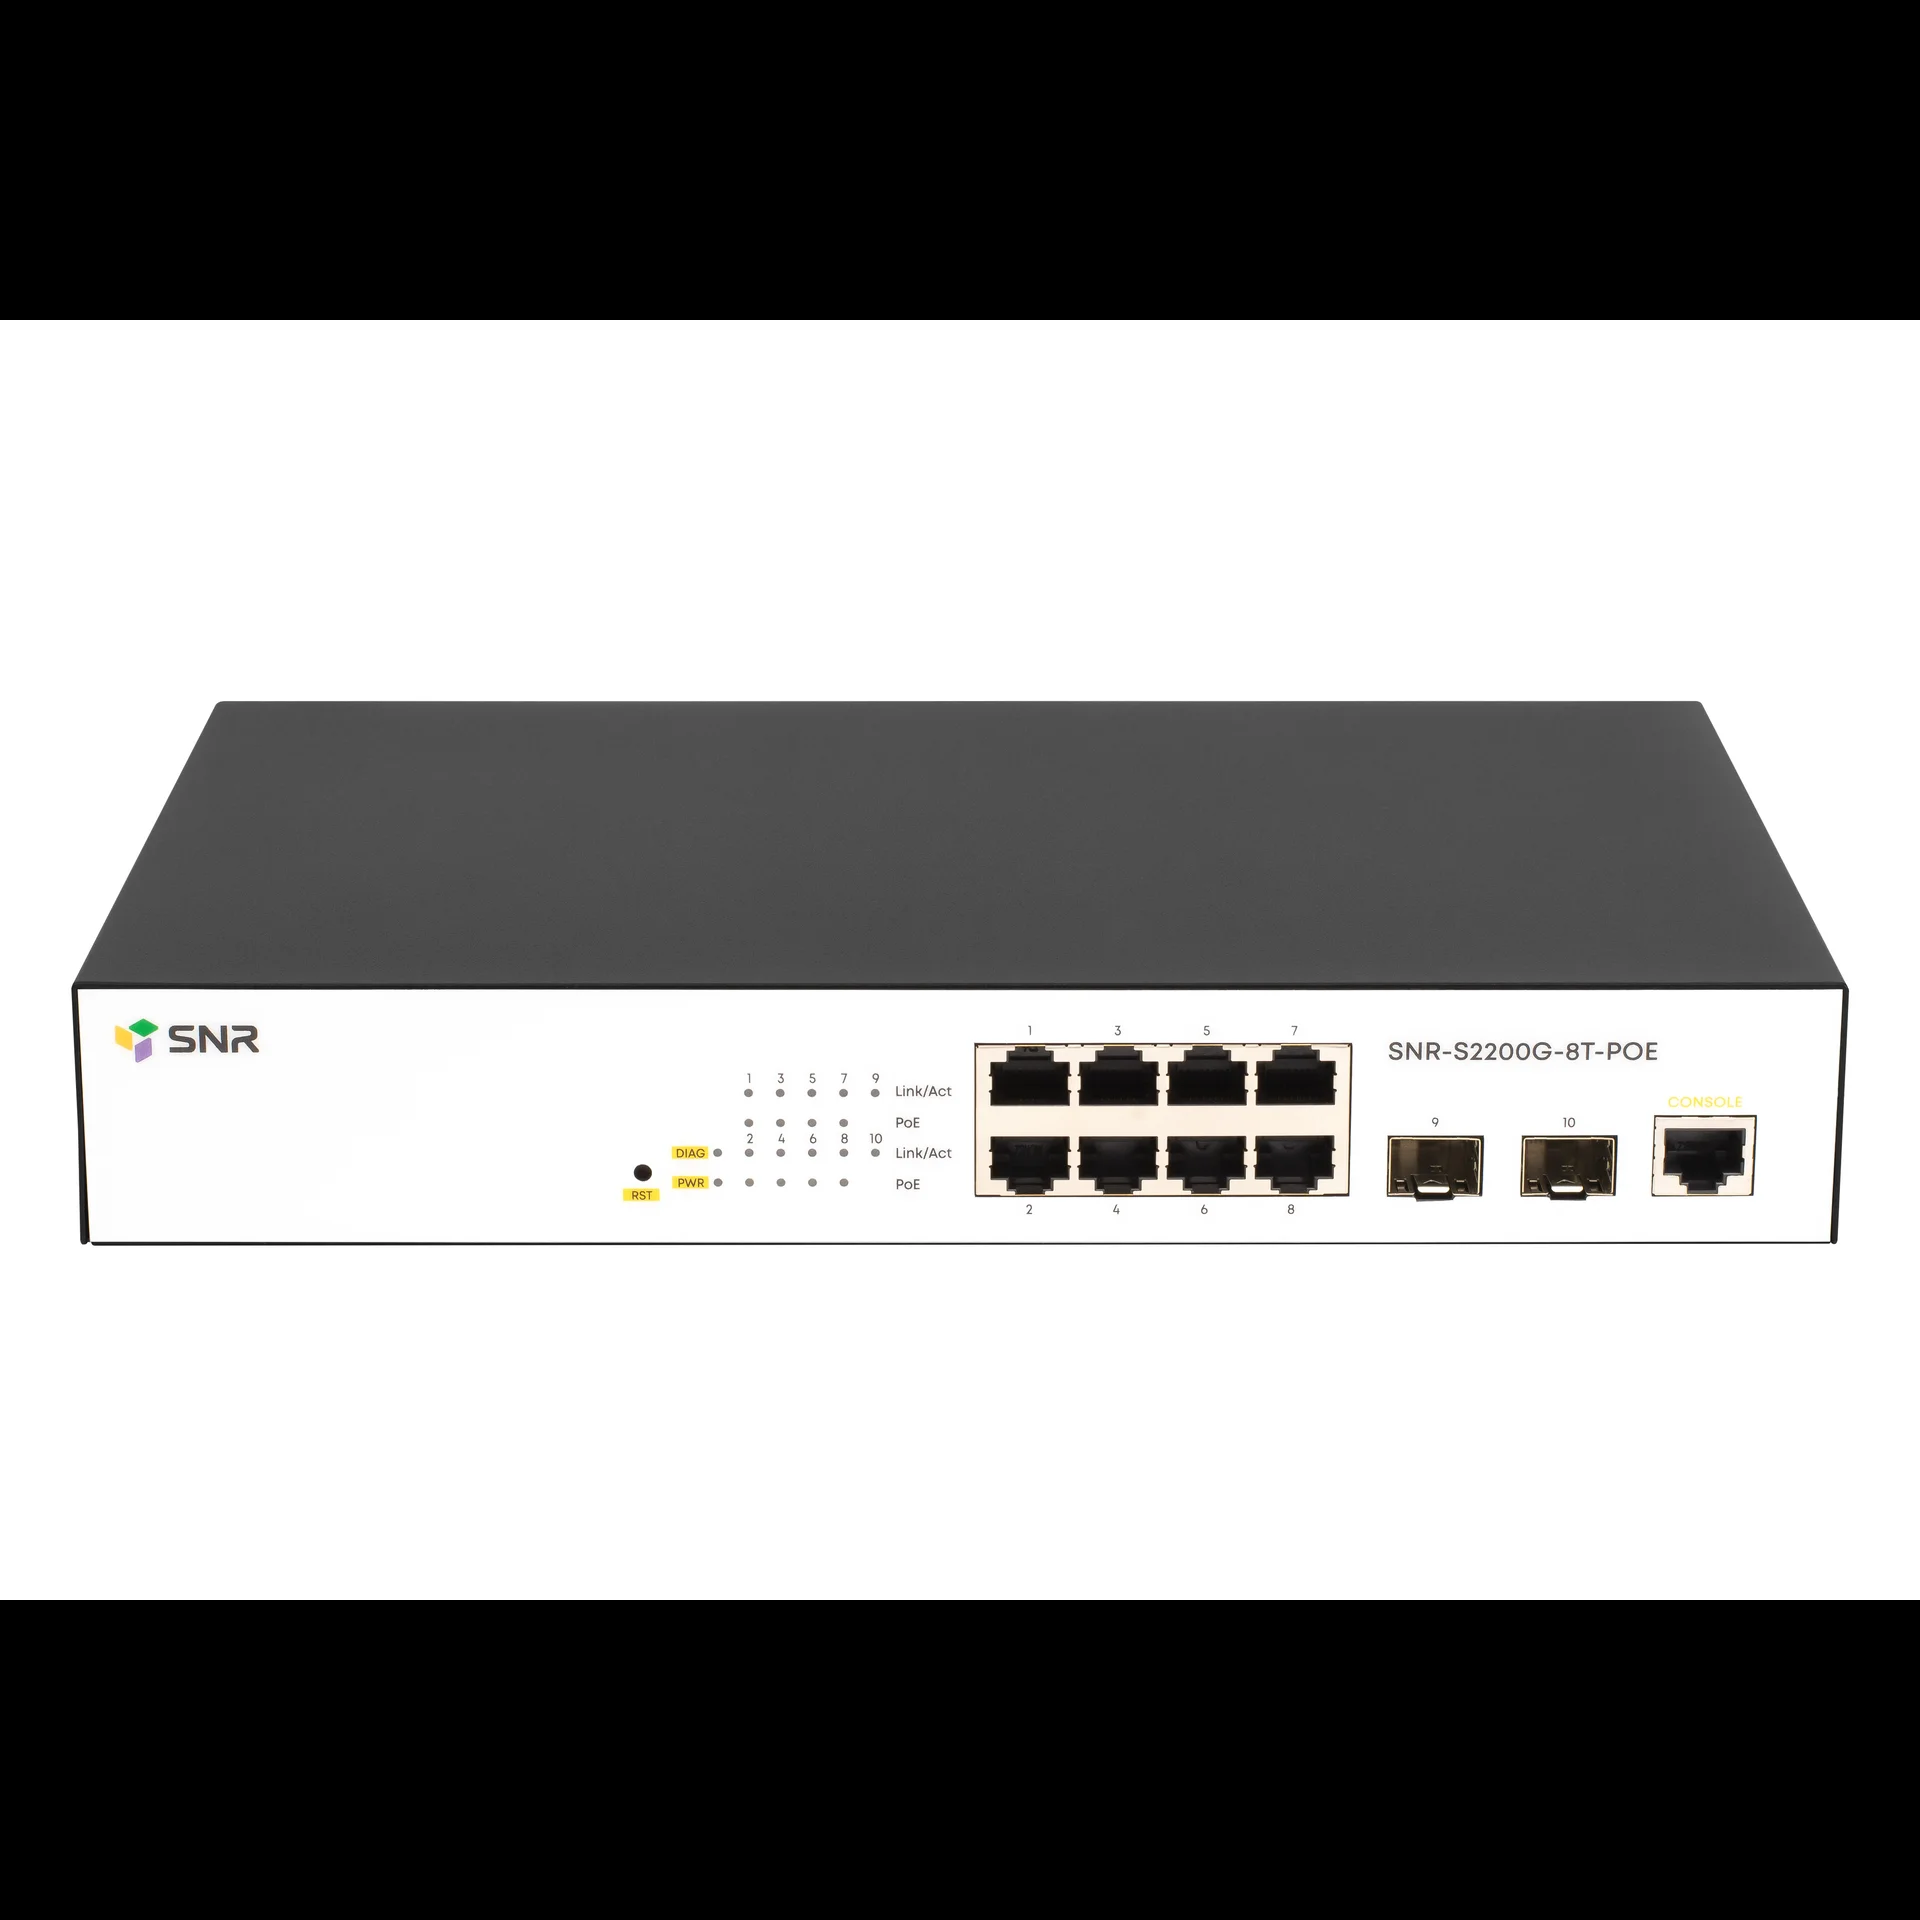 SNR
1 3 5 7 9 Link/Act
PoE
2 4 6 8 10
DIAG Link/Act
PWR PoE
RST
1 3 5 7
2 4 6 8
SNR-S2200G-8T-POE
CONSOLE
9 10